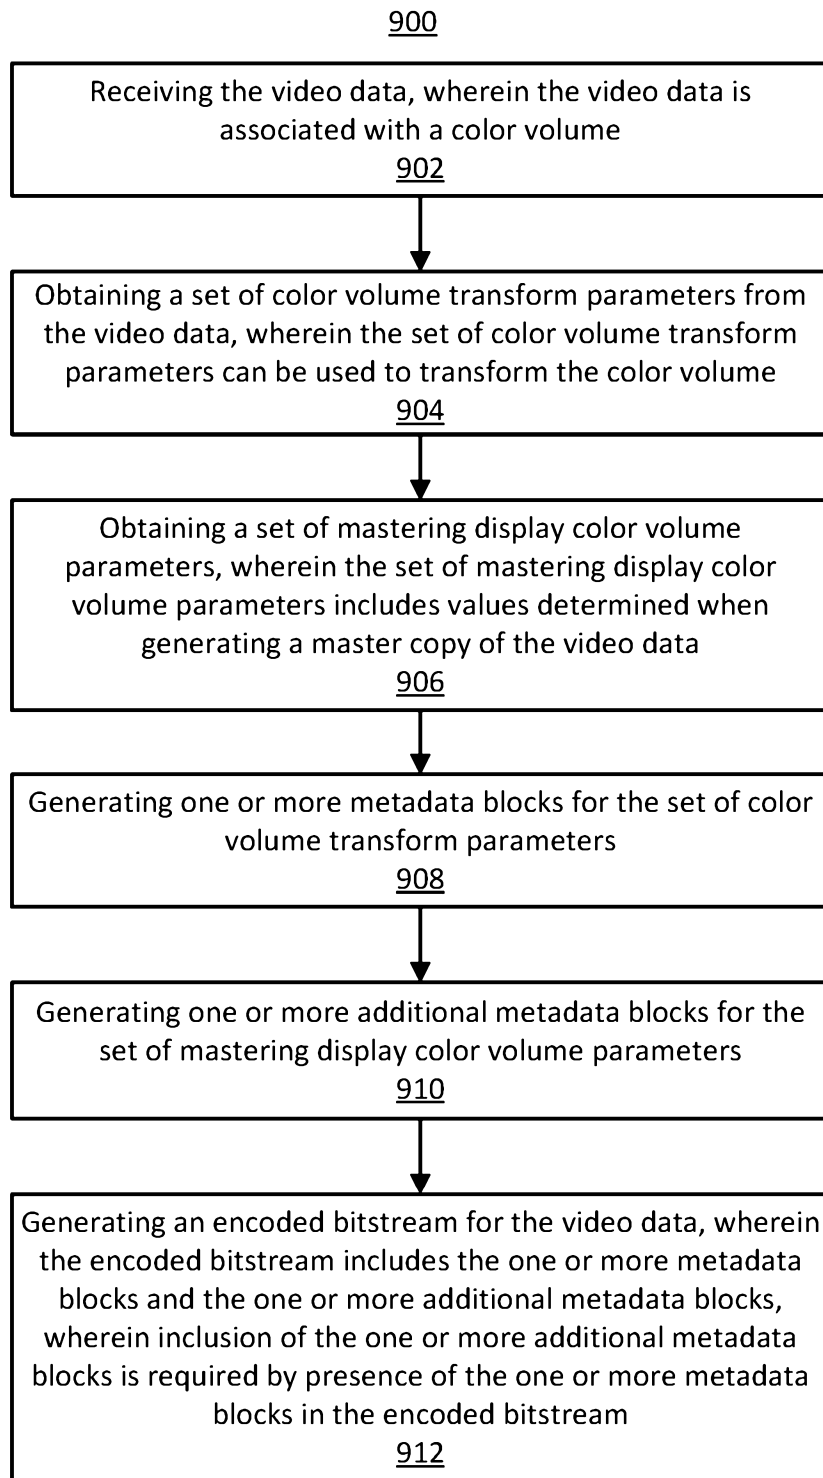 900
Receiving the video data, wherein the video data is
associated with a color volume
902
Obtaining a set of color volume transform parameters from
the video data, wherein the set of color volume transform
parameters can be used to transform the color volume
904
Obtaining a set of mastering display color volume
parameters, wherein the set of mastering display color
volume parameters includes values determined when
generating a master copy of the video data
906
Generating one or more metadata blocks for the set of color
volume transform parameters
908
Generating one or more additional metadata blocks for the
set of mastering display color volume parameters
910
Generating an encoded bitstream for the video data, wherein
the encoded bitstream includes the one or more metadata
blocks and the one or more additional metadata blocks,
wherein inclusion of the one or more additional metadata
blocks is required by presence of the one or more metadata
blocks in the encoded bitstream
912